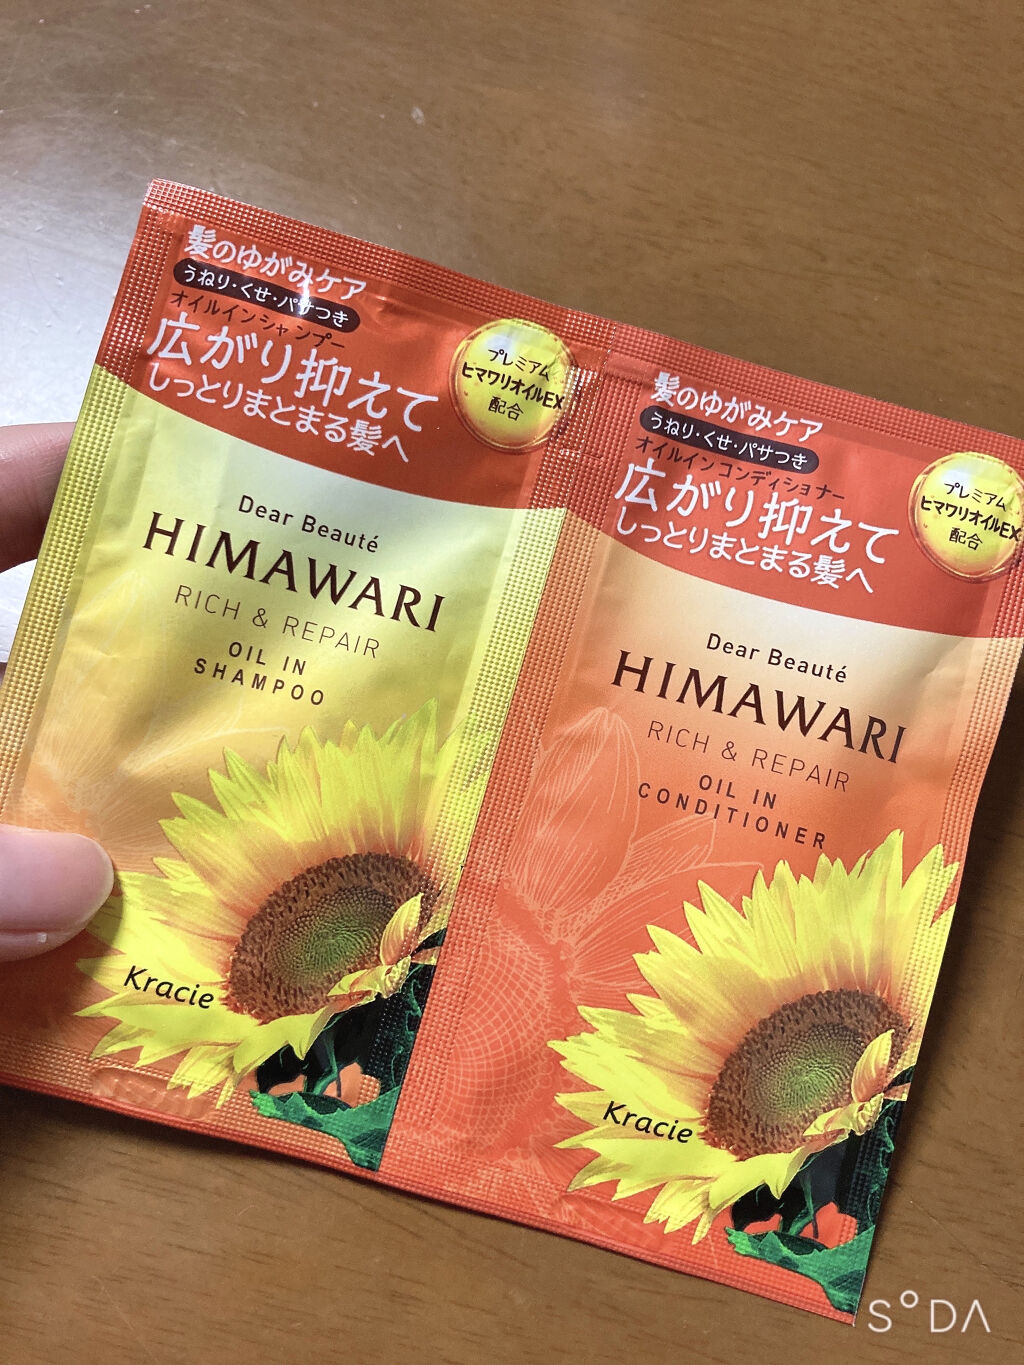 髪のゆがみケア
うねり・くせ・パサつき
オイルインシャンプー
広がり抑えて
しっとりまとまる髪へ
プレミアム
ヒマワリオイルEX
配合
Dear Beauté
HIMAWARI
RICH & REPAIR
OIL IN
SHAMPOO
Kracie
髪のゆがみケア
うねり・くせ・パサつき
オイルインコンディショナー
広がり抑えて
しっとりまとまる髪へ
プレミアム
ヒマワリオイルEX
配合
Dear Beauté
HIMAWARI
RICH & REPAIR
OIL IN
CONDITIONER
Kracie
SODA